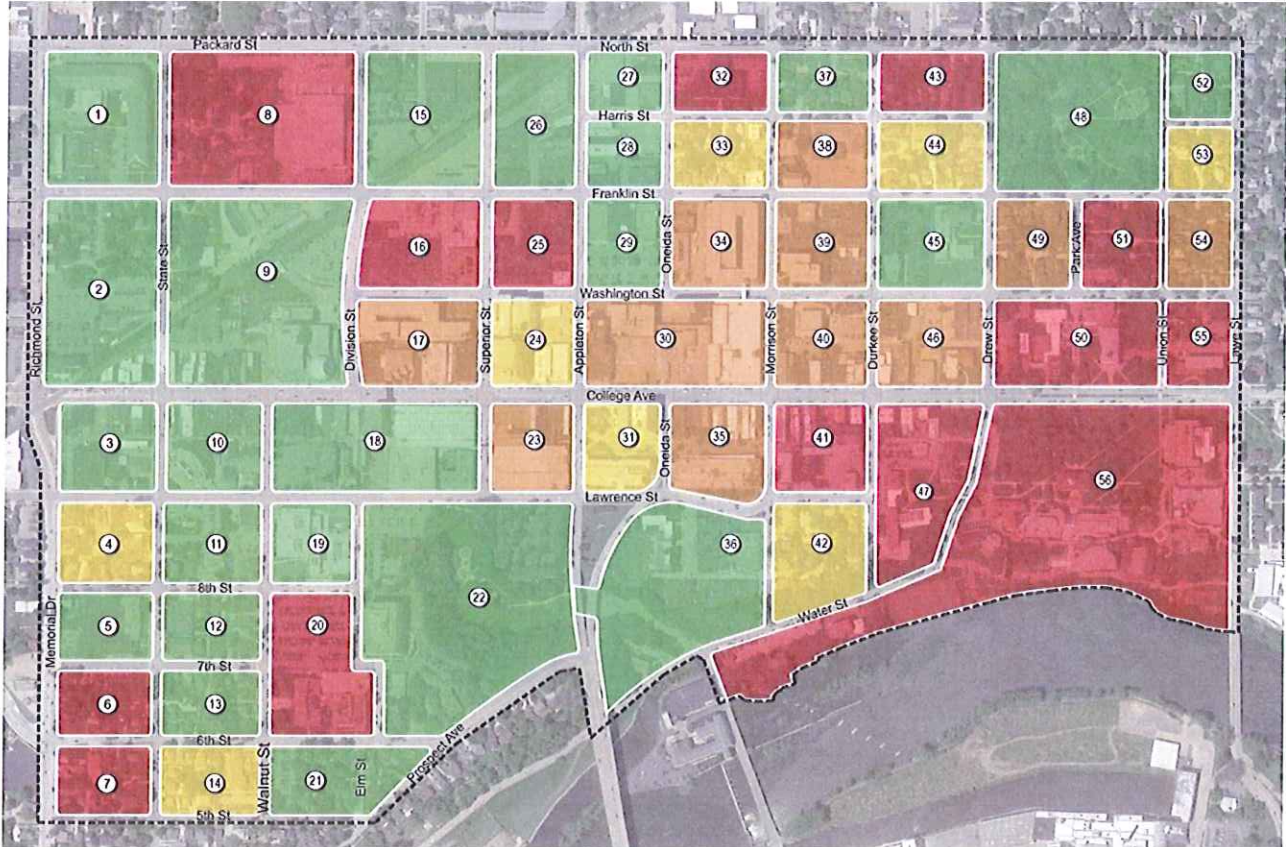 Packard St
North St
1
8
15
26
27
32
37
43
48
52
Harris St
28
33
38
44
53
Franklin St
2
State St
9
16
25
29
Oneida St
34
39
45
49
Park Ave
51
54
Washington St
Richmond St
Division St
17
Superior St
24
Appleton St
30
Morrison St
40
Durkee St
46
Drew St
50
Union St
55
College Ave
3
10
18
23
31
Oneida St
35
41
47
56
Lawrence St
4
11
19
22
36
42
8th St
Memorial Dr
5
12
20
Water St
7th St
6
13
6th St
Prospect Ave
7
14
Walnut St
21
Elm St
5th St